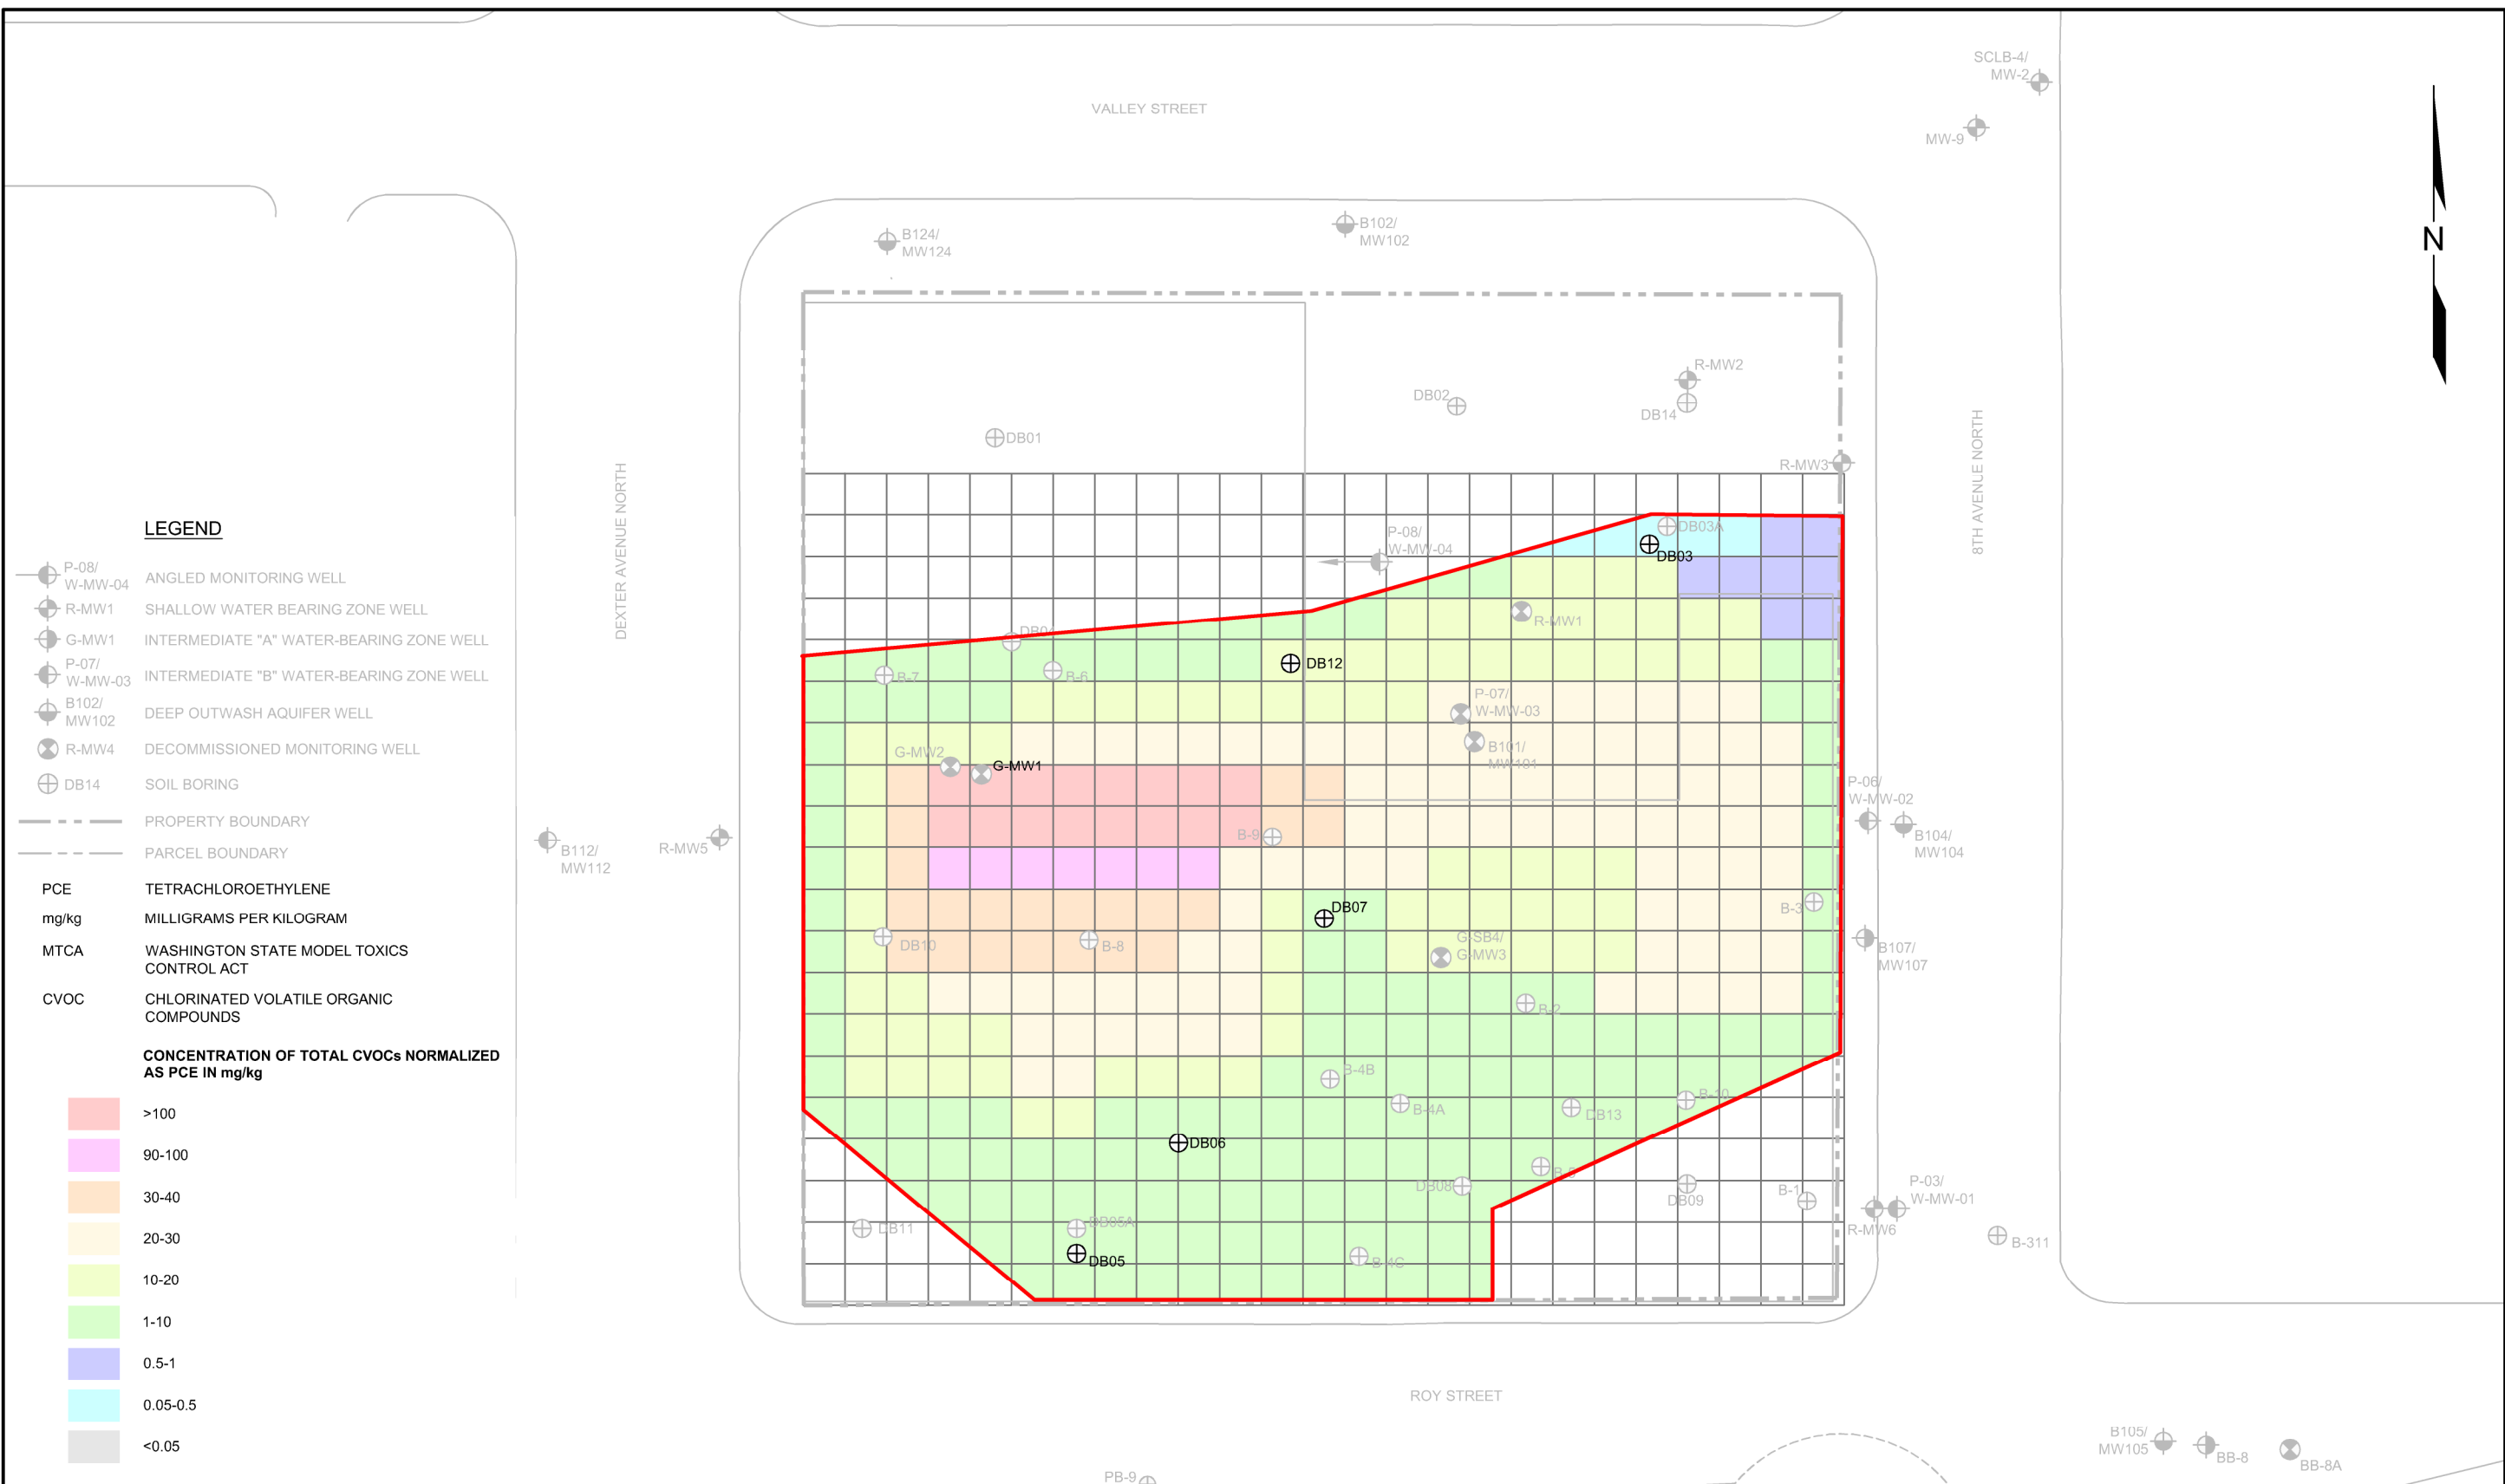 SCLB-4/
MW-2
VALLEY STREET
MW-9
B102/
MW102
B124/
MW124
N
R-MW2
DB02
DB14
DB01
R-MW3
DEXTER AVENUE NORTH
8TH AVENLE NORTH
LEGEND
P-08/
W-MW-04
ANGLED MONITORING WELL
R-MW1
SHALLOW WATER BEARING ZONE WELL
G-MW1
INTERMEDIATE "A" WATER-BEARING ZONE WELL
P-07/
W-MW-03
INTERMEDIATE "B" WATER-BEARING ZONE WELL
B102/
MW102
DEEP OUTWASH AQUIFER WELL
R-MW4
DECOMMISSIONED MONITORING WELL
DB14
SOIL BORING
PROPERTY BOUNDARY
PARCEL BOUNDARY
PCE
TETRACHLOROETHYLENE
mg/kg
MILLIGRAMS PER KILOGRAM
MTCA
WASHINGTON STATE MODEL TOXICS
CONTROL ACT
CVOC
CHLORINATED VOLATILE ORGANIC
COMPOUNDS
CONCENTRATION OF TOTAL CVOCs NORMALIZED
AS PCE IN mg/kg
>100
90-100
30-40
20-30
10-20
1-10
0.5-1
0.05-0.5
<0.05
P-08/
W-MW-04
DB03A
DB03
R-MW1
DB04
DB12
B-7
B-6
P-07/
W-MW-03
B101/
MW101
G-MW2
G-MW1
P-06/
W-MW-02
B104/
MW104
B-9
R-MW5
B112/
MW112
DB07
B-3
DB10
B-8
G-SB4/
G-MW3
B107/
MW107
B-2
B-4B
B-4A
DB13
B-10
DB06
B-5
DB08
DB09
B-1
P-03/
W-MW-01
R-MW6
B-311
DB11
DB05A
DB05
B-4C
ROY STREET
B105/
MW105
BB-8
BB-8A
PB-9